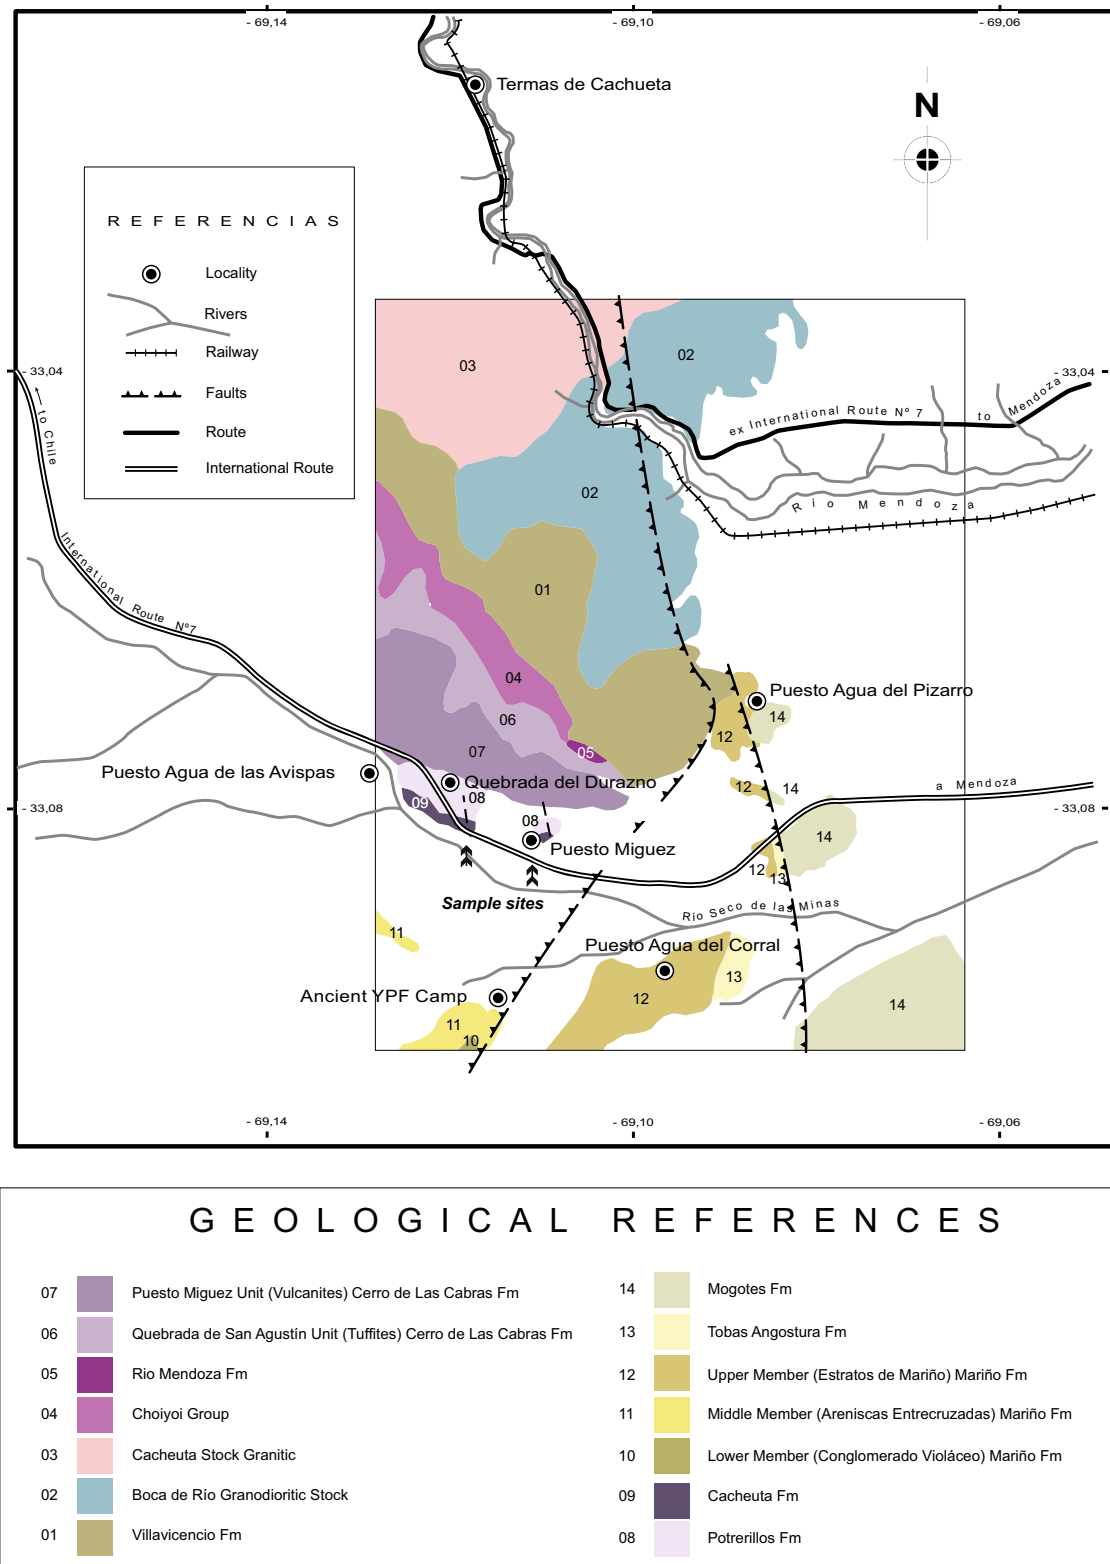 - 69,14
- 69,10
- 69,06
Termas de Cachueta
N
REFERENCIAS
Locality
Rivers
Railway
Faults
Route
International Route
- 33,04
- 33,04
to Chile
03
02
ex International Route Nº 7 to Mendoza
02
Río Mendoza
International Route Nº7
01
04
06
05
07
Puesto Agua del Pizarro
14
12
Puesto Agua de las Avispas
Quebrada del Durazno
09
08
12
14
a Mendoza
- 33,08
- 33,08
08
14
Puesto Miguez
12
13
Sample sites
Río Seco de las Minas
11
Puesto Agua del Corral
13
12
Ancient YPF Camp
14
11
10
- 69,14
- 69,10
- 69,06
GEOLOGICAL REFERENCES
07 Puesto Miguez Unit (Vulcanites) Cerro de Las Cabras Fm
06 Quebrada de San Agustín Unit (Tuffites) Cerro de Las Cabras Fm
05 Rio Mendoza Fm
04 Choiyoi Group
03 Cacheuta Stock Granitic
02 Boca de Río Granodioritic Stock
01 Villavicencio Fm
14 Mogotes Fm
13 Tobas Angostura Fm
12 Upper Member (Estratos de Mariño) Mariño Fm
11 Middle Member (Areniscas Entrecruzadas) Mariño Fm
10 Lower Member (Conglomerado Violáceo) Mariño Fm
09 Cacheuta Fm
08 Potrerillos Fm